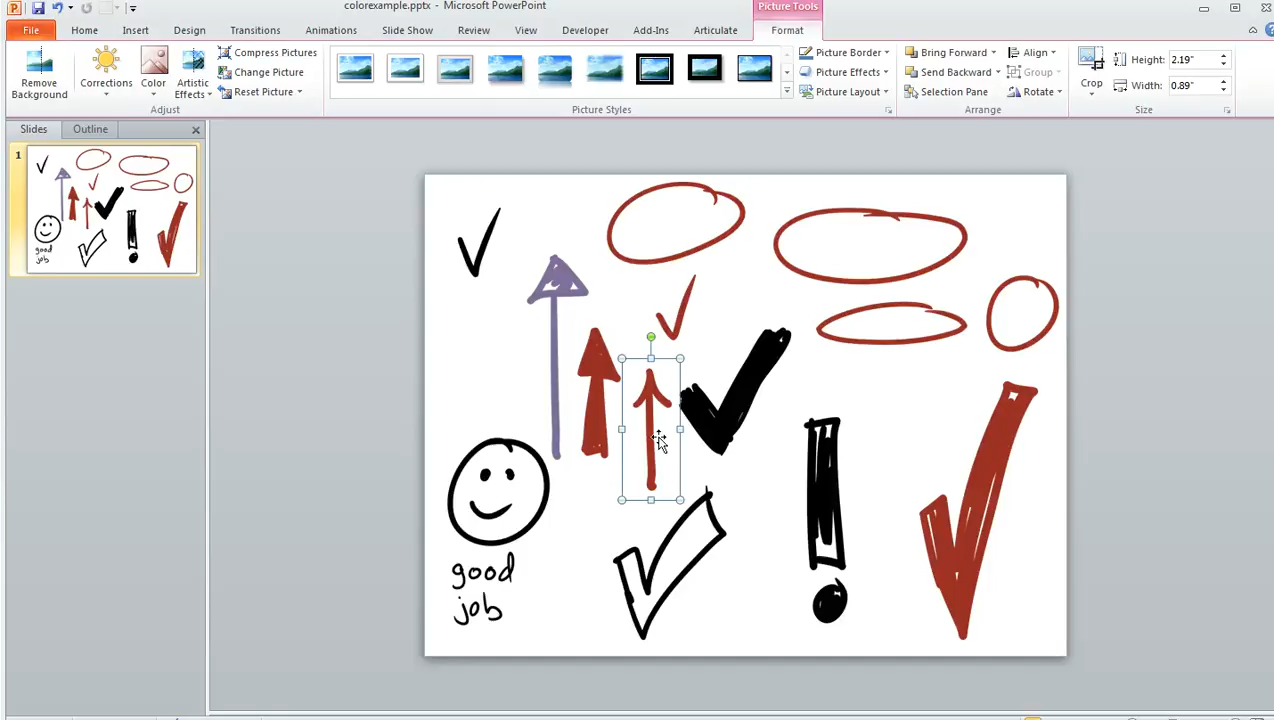 colorexample.pptx - Microsoft PowerPoint
Picture Tools
File Home Insert Design Transitions Animations Slide Show Review View Developer Add-Ins Articulate Format
Remove Background
Corrections
Color
Artistic Effects
Compress Pictures
Change Picture
Reset Picture
Adjust
Picture Styles
Picture Border
Picture Effects
Picture Layout
Bring Forward
Send Backward
Selection Pane
Align
Group
Rotate
Arrange
Crop
Height: 2.19"
Width: 0.89"
Size
Slides Outline
1
good
job
good
job